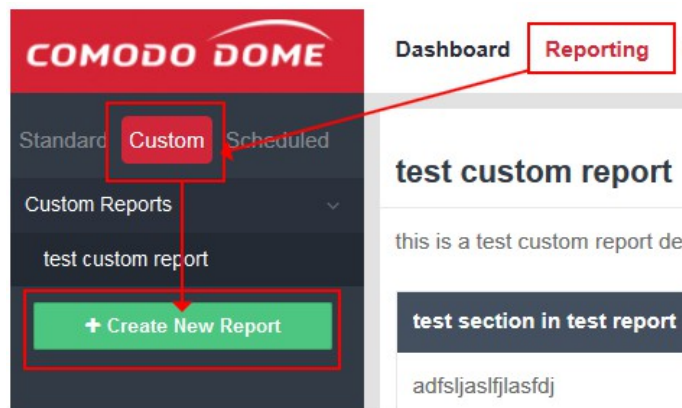 COMODO DOME
Dashboard Reporting
Standard Custom Scheduled
Custom Reports
test custom report
+ Create New Report
test custom report
this is a test custom report de
test section in test report
adfsljaslfjlasfdj